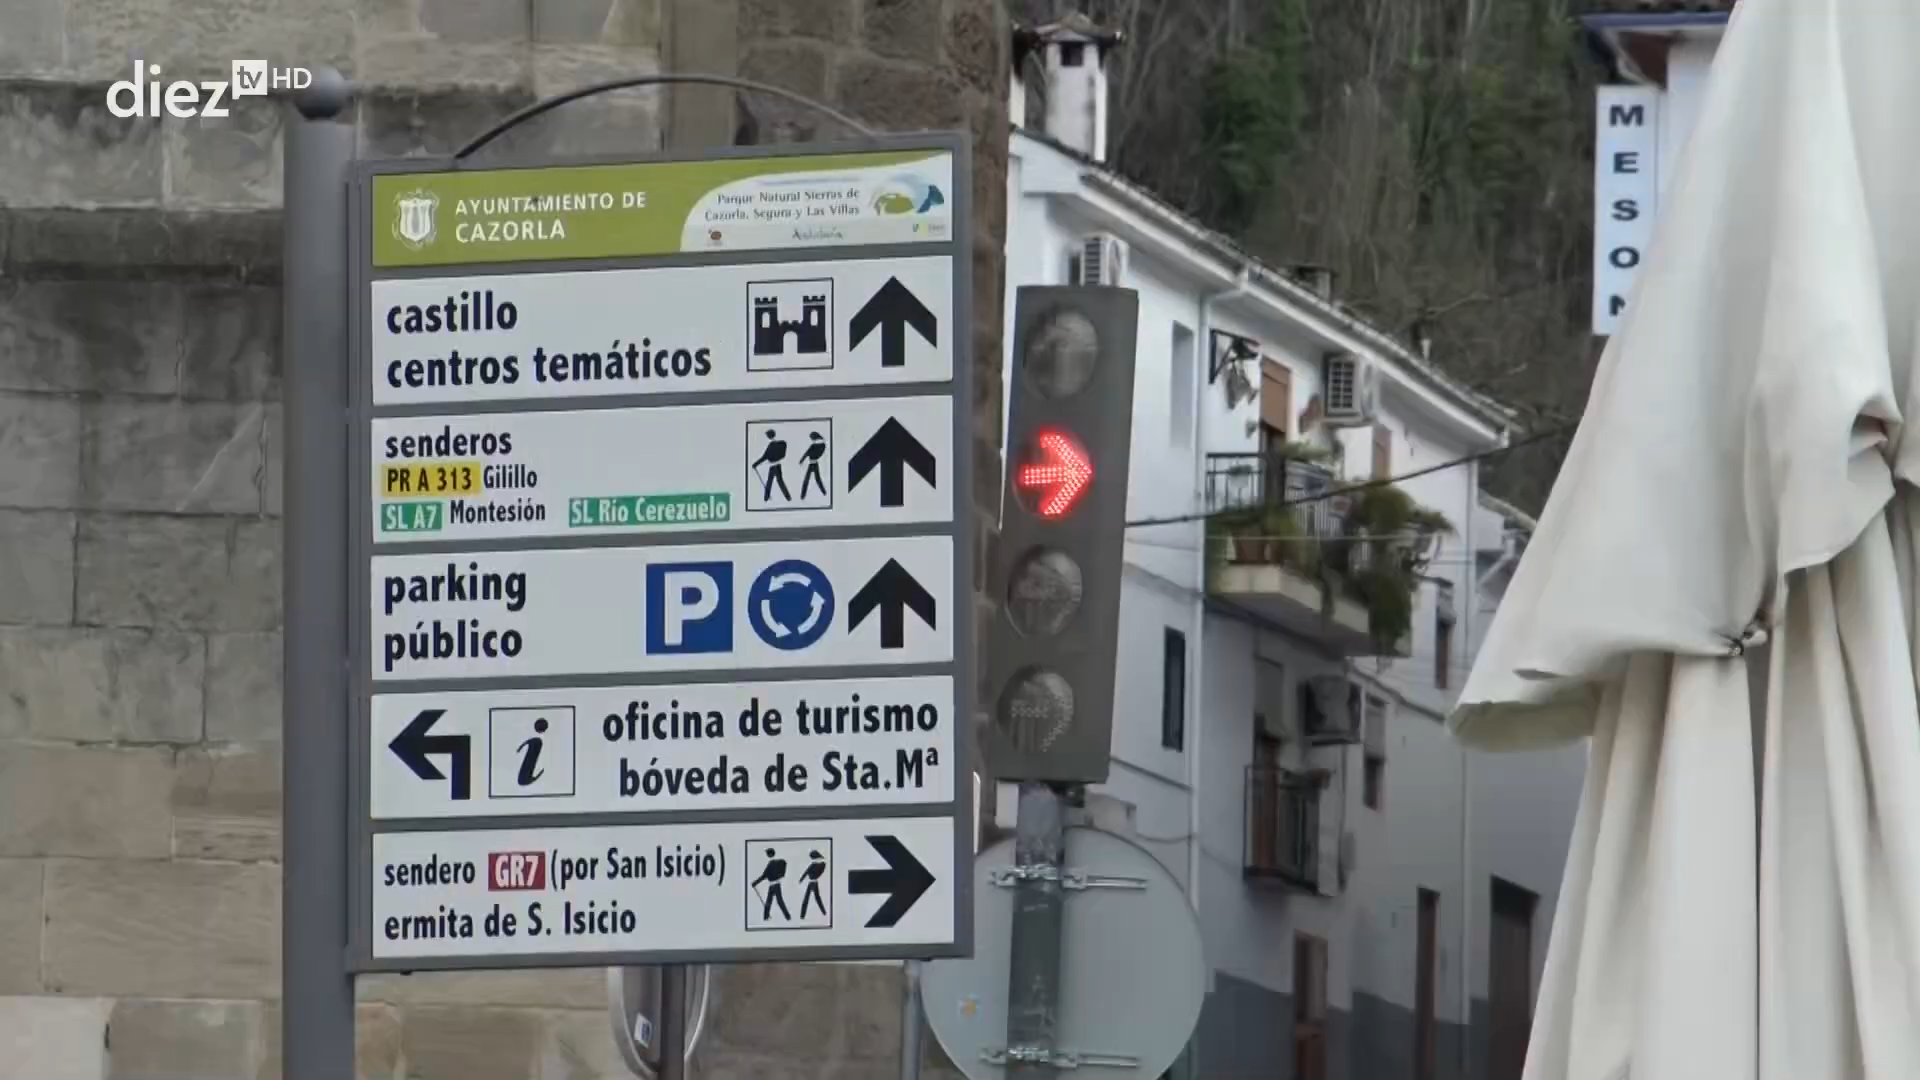 diez tv HD
AYUNTAMIENTO DE
CAZORLA
Parque Natural Sierras de
Cazorla, Segura y Las Villas
Andalucía
castillo
centros temáticos
senderos
PR A 313 Gilillo
SL A7 Montesión SL Río Cerezuelo
parking
público
P
i
oficina de turismo
bóveda de Sta.Mª
sendero GR7 (por San Isicio)
ermita de S. Isicio
MESON